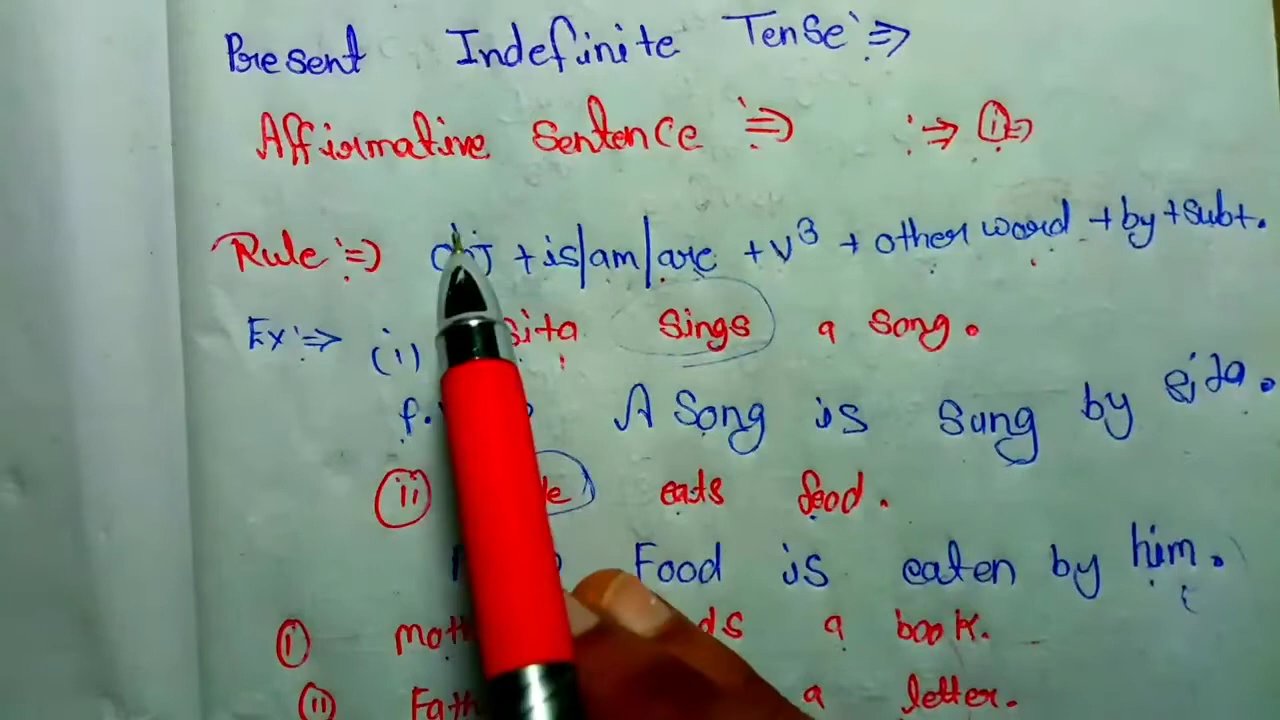 Present Indefinite Tense ⇒
Affirmative Sentence ⇒ ⇒ (i) ⇒
Rule ⇒ obj + is/am/are + V³ + other word + by + subt.
Ex ⇒ (i) Sita Sings a Song.
A Song is Sung by Sita.
(ii) eats food.
Food is eaten by him.
(i) a book.
(ii) a letter.